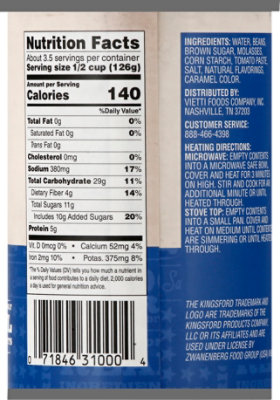 Nutrition Facts
About 3.5 servings per container
Serving size 1/2 cup (126g)
Amount per Serving
Calories 140
%Daily Value*
Total Fat 0g 0%
Saturated Fat 0g 0%
Trans Fat 0g
Cholesterol 0mg 0%
Sodium 380mg 17%
Total Carbohydrate 29g 11%
Dietary Fiber 4g 14%
Total Sugars 11g
Includes 10g Added Sugars 20%
Protein 5g
Vit. D 0mcg 0% • Calcium 52mg 4%
Iron 2mg 10% • Potas. 375mg 8%
*The % Daily Values (DV) tells you how much a nutrient in
a serving of food contributes to a daily diet. 2,000 calories
a day is used for general nutrition advice.
0 71846 31000 4
INGREDIENTS: WATER, BEANS,
BROWN SUGAR, MOLASSES,
CORN STARCH, TOMATO PASTE,
SALT, NATURAL FLAVORINGS,
CARAMEL COLOR.
DISTRIBUTED BY:
VIETTI FOODS COMPANY, INC
NASHVILLE, TN 37203
CUSTOMER SERVICE:
888-466-4398
HEATING DIRECTIONS:
MICROWAVE: EMPTY CONTENTS
INTO A MICROWAVE SAFE BOWL.
COVER AND HEAT FOR 3 MINUTES
ON HIGH. STIR AND COOK FOR AN
ADDITIONAL MINUTE OR UNTIL
HEATED THROUGH.
STOVE TOP: EMPTY CONTENTS
INTO A SMALL PAN. COVER AND
HEAT ON MEDIUM UNTIL CONTENTS
ARE SIMMERING OR UNTIL HEATED
THROUGH.
THE KINGSFORD TRADEMARK AND
LOGO ARE TRADEMARKS OF THE
KINGSFORD PRODUCTS COMPANY,
LLC OR ITS AFFILIATES AND ARE
USED UNDER LICENSE BY
ZWANENBERG FOOD GROUP (USA)